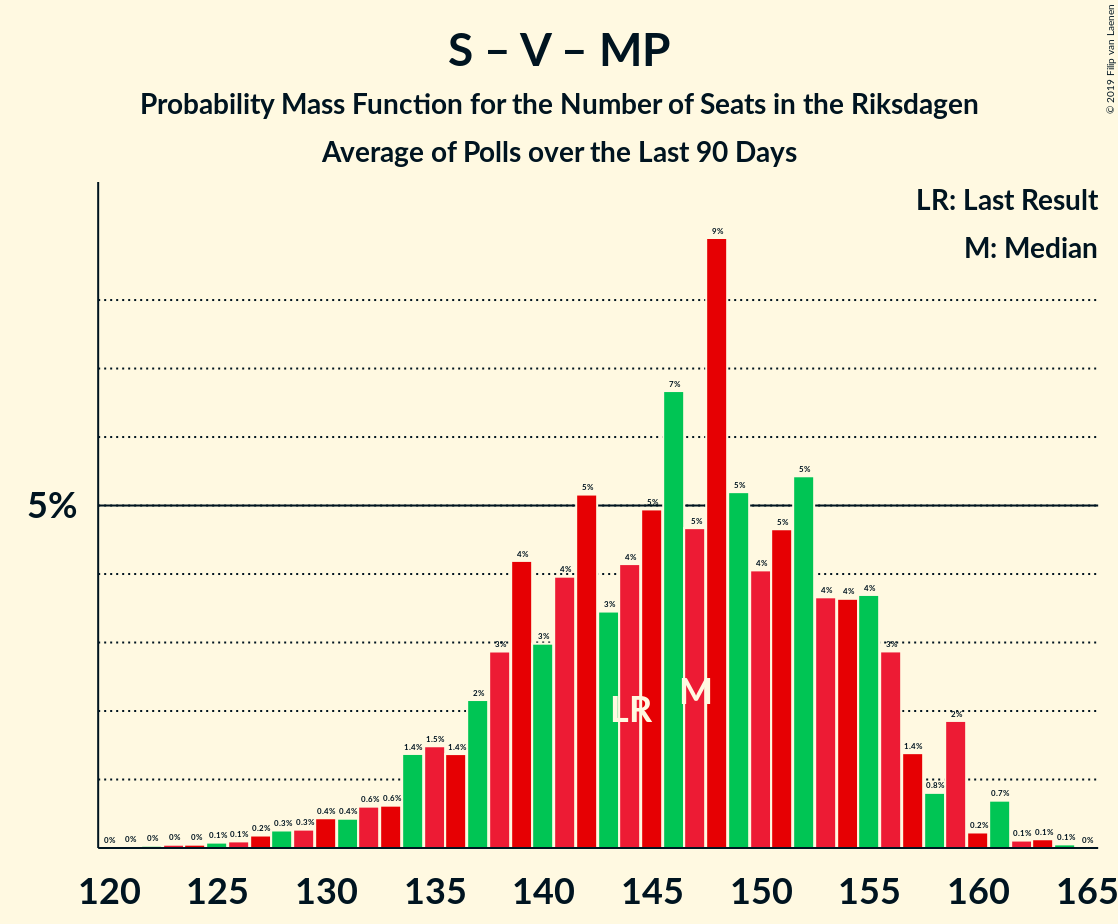 S – V – MP
Probability Mass Function for the Number of Seats in the Riksdagen
Average of Polls over the Last 90 Days
© 2019 Filip van Laenen
LR: Last Result
M: Median
5%
0% 0% 0% 0% 0% 0.1% 0.1% 0.2% 0.3% 0.3% 0.4% 0.4% 0.6% 0.6% 1.4% 1.5% 1.4% 2% 3% 4% 3% 4% 5% 3% 4% 5% 7% 5% 9% 5% 4% 5% 5% 4% 4% 4% 3% 1.4% 0.8% 2% 0.2% 0.7% 0.1% 0.1% 0.1% 0%
LR M
120 125 130 135 140 145 150 155 160 165